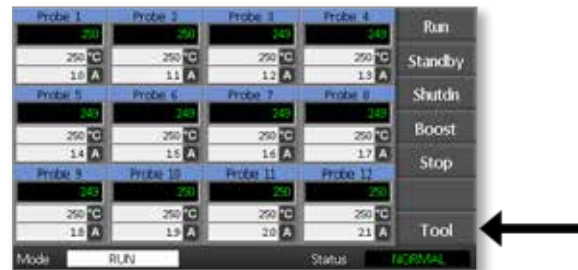 Probe 1 Probe 2 Probe 3 Probe 4 Run
250 250 249 249
250 °C 250 °C 250 °C 250 °C Standby
1.0 A 1.1 A 1.2 A 1.3 A
Probe 5 Probe 6 Probe 7 Probe 8 Shutdn
249 249 249 249
250 °C 250 °C 250 °C 250 °C Boost
1.4 A 1.5 A 1.6 A 1.7 A
Probe 9 Probe 10 Probe 11 Probe 12 Stop
249 250 250 250
250 °C 250 °C 250 °C 250 °C
1.8 A 1.9 A 2.0 A 2.1 A Tool
Mode RUN Status NORMAL